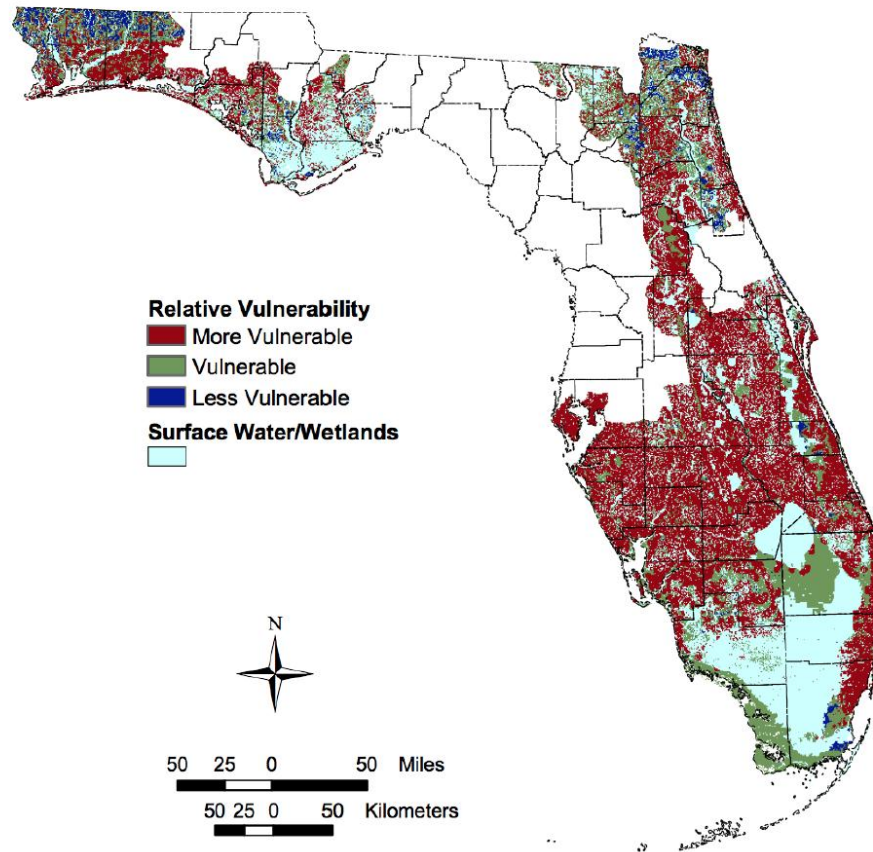 Relative Vulnerability
More Vulnerable
Vulnerable
Less Vulnerable
Surface Water/Wetlands
N
50 25 0 50 Miles
50 25 0 50 Kilometers